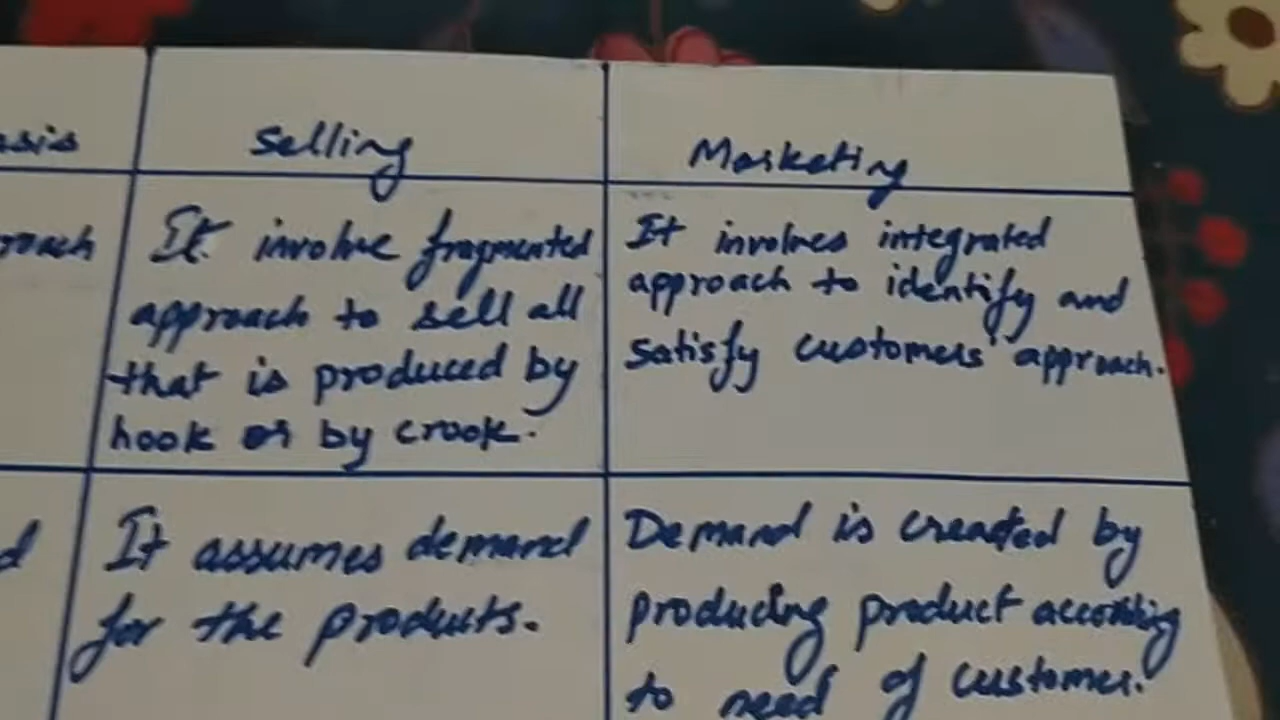 asis
Selling
Marketing
roach
It involve fragmented
approach to sell all
that is produced by
hook or by crook.
It involves integrated
approach to identify and
satisfy customers' approach.
d
It assumes demand
for the products.
Demand is created by
producing product according
to need of customer.